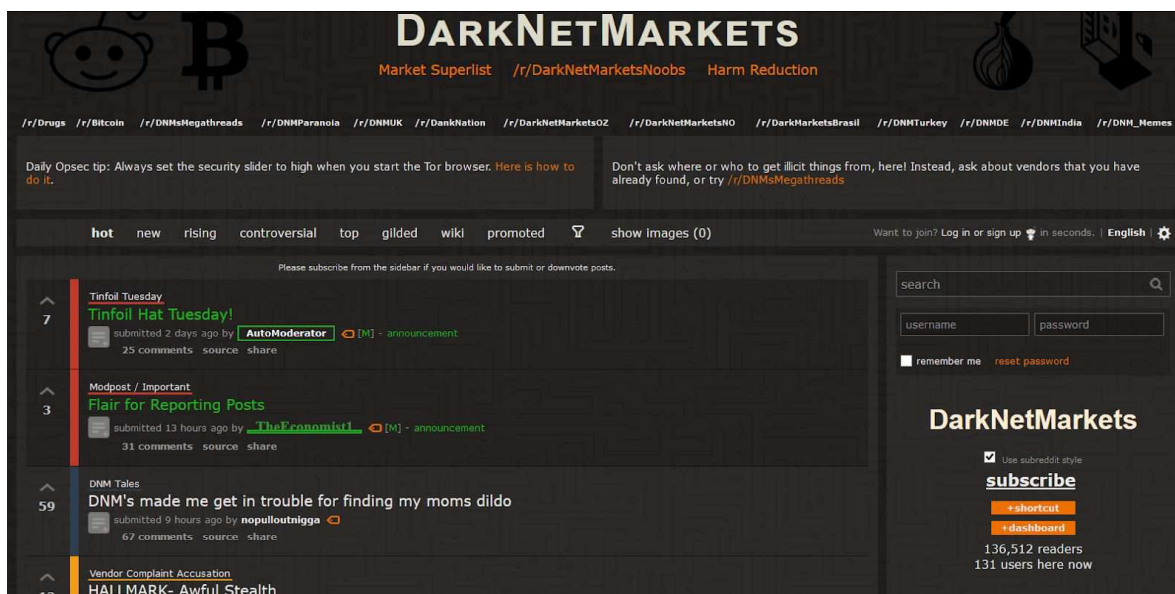 DARKNETMARKETS
Market Superlist /r/DarkNetMarketsNoobs Harm Reduction
/r/Drugs /r/Bitcoin /r/DNMsMegathreads /r/DNMParanoia /r/DNMUK /r/DankNation /r/DarkNetMarketsOZ /r/DarkNetMarketsNO /r/DarkMarketsBrasil /r/DNMTurkey /r/DNMDE /r/DNMIndia /r/DNM_Memes
Daily Opsec tip: Always set the security slider to high when you start the Tor browser. Here is how to
do it.
Don't ask where or who to get illicit things from, here! Instead, ask about vendors that you have
already found, or try /r/DNMsMegathreads
hot new rising controversial top gilded wiki promoted show images (0)
Want to join? Log in or sign up in seconds. | English |
Please subscribe from the sidebar if you would like to submit or downvote posts.
Tinfoil Tuesday
7
Tinfoil Hat Tuesday!
submitted 2 days ago by AutoModerator [M] - announcement
25 comments source share
Modpost / Important
3
Flair for Reporting Posts
submitted 13 hours ago by TheEconomist1 [M] - announcement
31 comments source share
DNM Tales
59
DNM's made me get in trouble for finding my moms dildo
submitted 9 hours ago by nopulloutnigga
67 comments source share
Vendor Complaint Accusation
HALLMARK- Awful Stealth
search
username password
remember me reset password
DarkNetMarkets
Use subreddit style
subscribe
+shortcut
+dashboard
136,512 readers
131 users here now